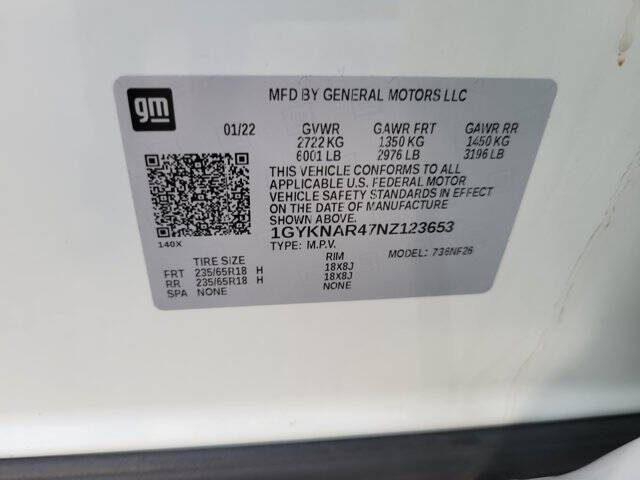 gm
MFD BY GENERAL MOTORS LLC
01/22 GVWR GAWR FRT GAWR RR
2722 KG 1350 KG 1450 KG
6001 LB 2976 LB 3196 LB
THIS VEHICLE CONFORMS TO ALL
APPLICABLE U.S. FEDERAL MOTOR
VEHICLE SAFETY STANDARDS IN EFFECT
ON THE DATE OF MANUFACTURE
SHOWN ABOVE.
1GYKNAR47NZ123653
140X
TYPE: M.P.V. MODEL: 736NF26
TIRE SIZE RIM
FRT 235/65R18 H 18X8J
RR 235/65R18 H 18X8J
SPA NONE NONE